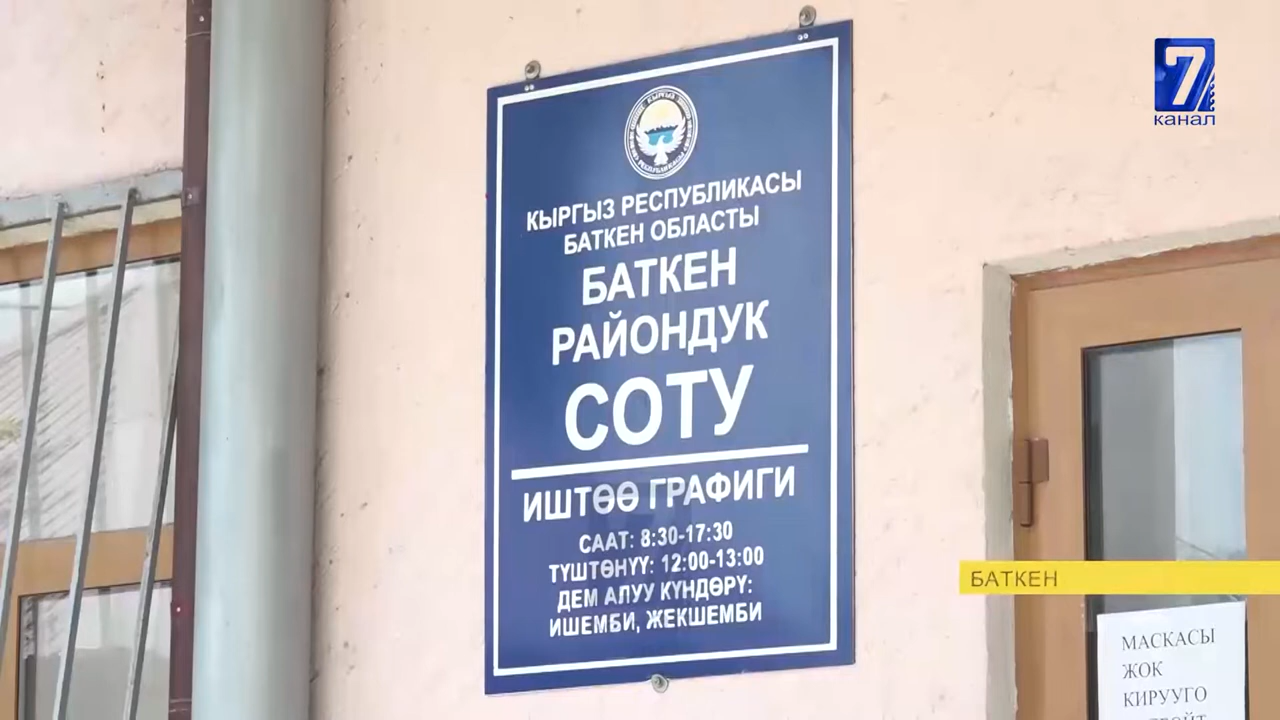 КЫРГЫЗ РЕСПУБЛИКАСЫ
БАТКЕН ОБЛАСТЫ
БАТКЕН
РАЙОНДУК
СОТУ
ИШТӨӨ ГРАФИГИ
СААТ: 8:30-17:30
ТҮШТӨНҮҮ: 12:00-13:00
ДЕМ АЛУУ КҮНДӨРҮ:
ИШЕМБИ, ЖЕКШЕМБИ
7
канал
БАТКЕН
МАСКАСЫ
ЖОК
КИРУУГО